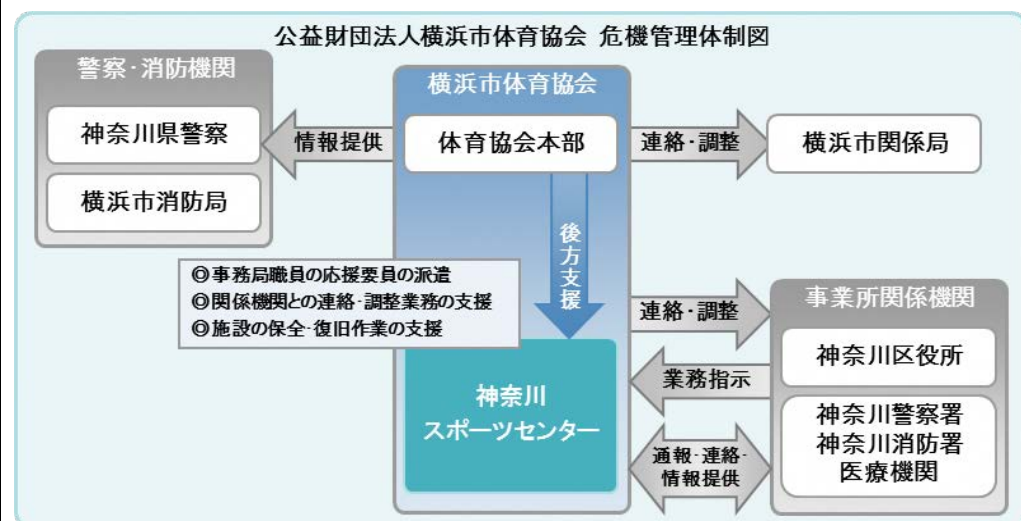 公益財団法人横浜市体育協会 危機管理体制図
警察・消防機関
神奈川県警察
横浜市消防局
情報提供
横浜市体育協会
体育協会本部
連絡・調整
横浜市関係局
後方支援
◎事務局職員の応援要員の派遣
◎関係機関との連絡・調整業務の支援
◎施設の保全・復旧作業の支援
神奈川
スポーツセンター
連絡・調整
業務指示
通報・連絡・
情報提供
事業所関係機関
神奈川区役所
神奈川警察署
神奈川消防署
医療機関